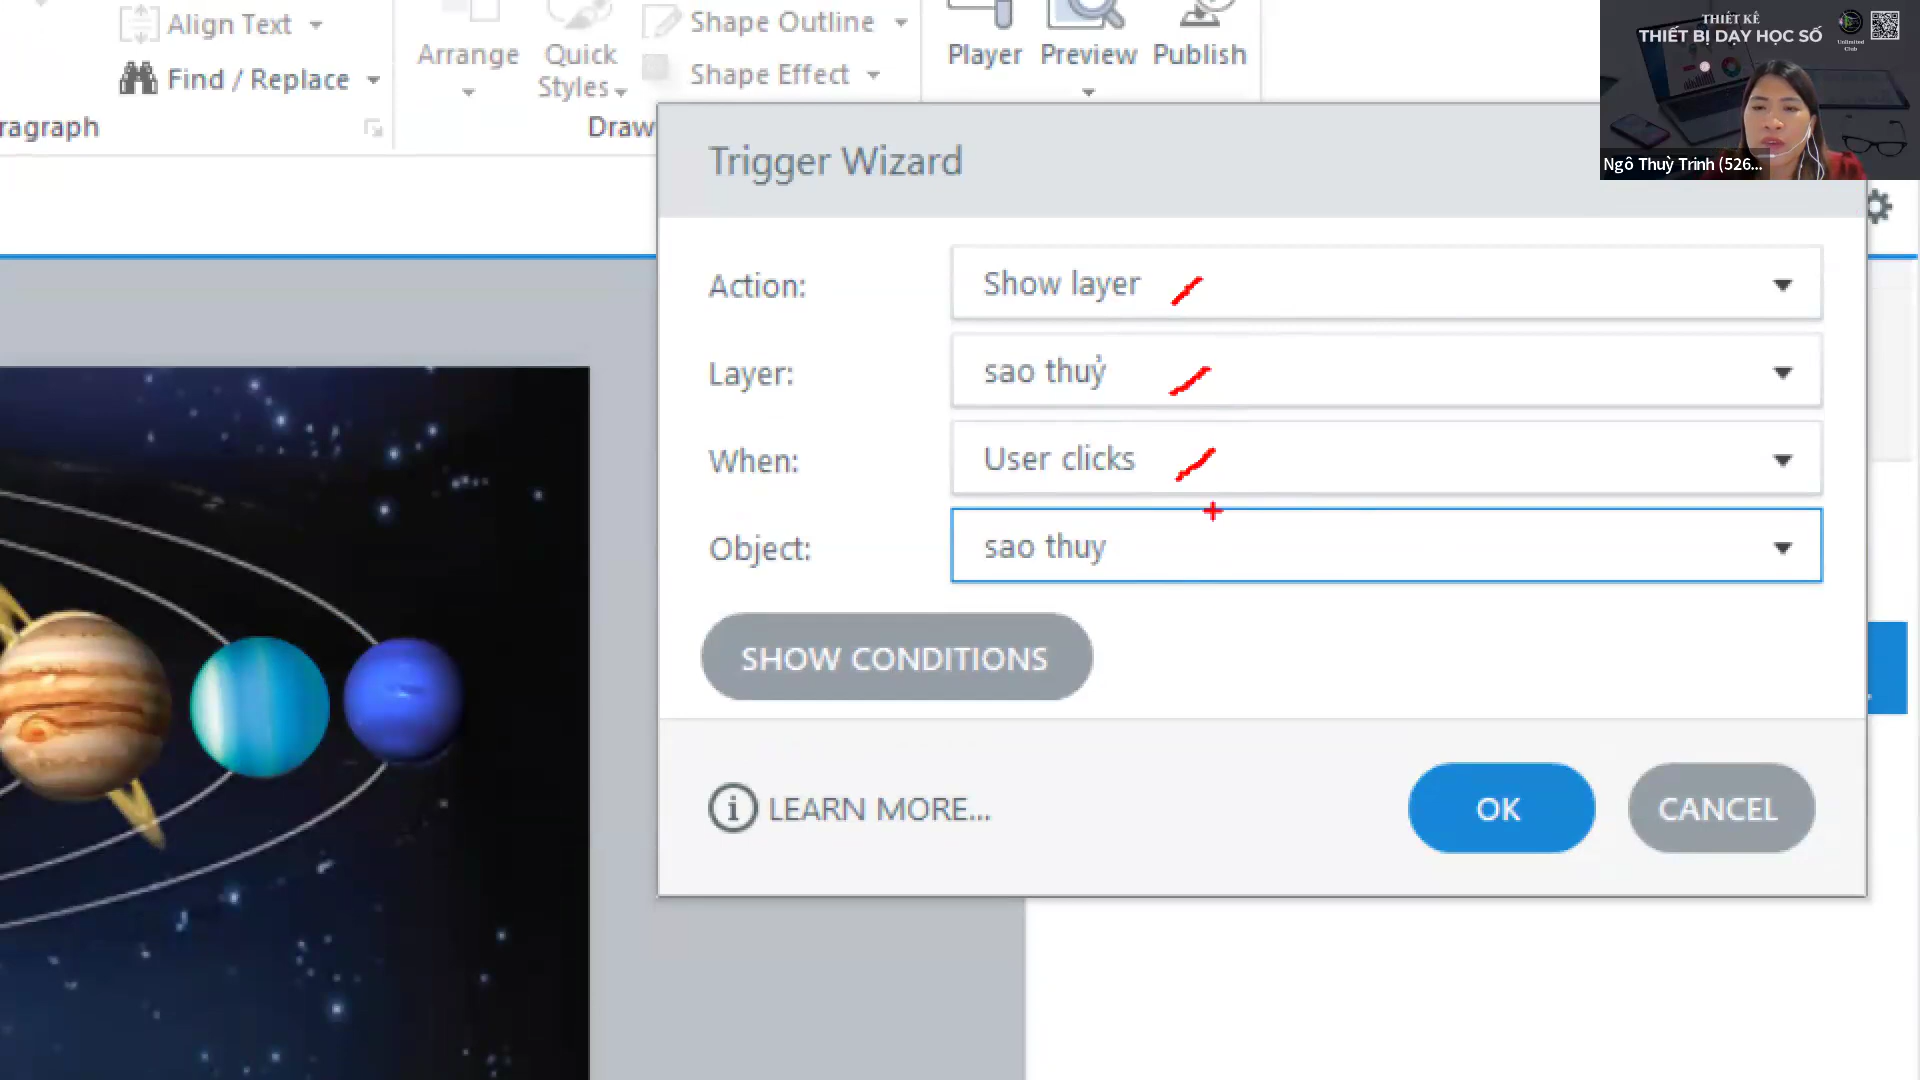 Align Text
Find / Replace
ragraph
Arrange
Quick
Styles
Shape Outline
Shape Effect
Draw
Player
Preview
Publish
THIẾT KẾ
THIẾT BỊ DẠY HỌC SỐ
Unlimited
Club
Ngô Thuỳ Trinh (526...
Trigger Wizard
Action:
Show layer
Layer:
sao thuỷ
When:
User clicks
Object:
sao thuy
SHOW CONDITIONS
LEARN MORE...
OK
CANCEL